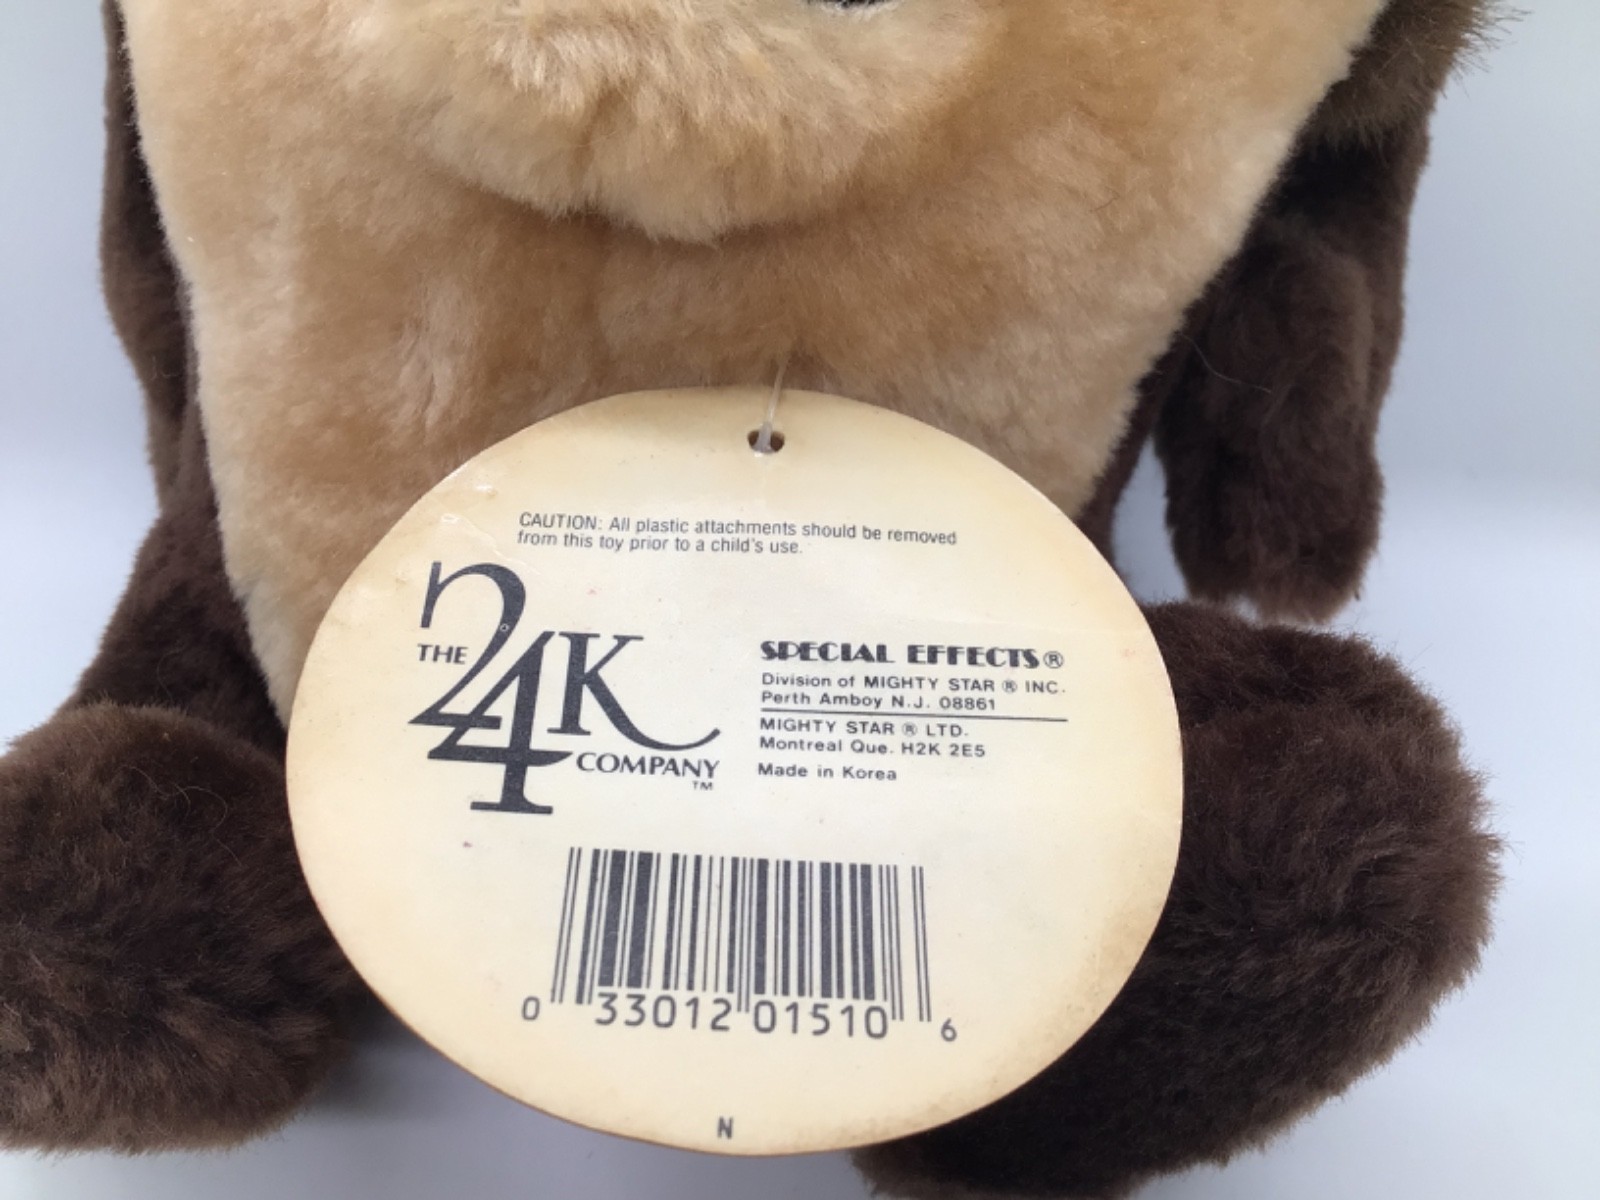 CAUTION: All plastic attachments should be removed
from this toy prior to a child's use.
THE 24K
COMPANY
TM
SPECIAL EFFECTS®
Division of MIGHTY STAR ® INC.
Perth Amboy N.J. 08861
MIGHTY STAR ® LTD.
Montreal Que. H2K 2E5
Made in Korea
0 33012 01510 6
N